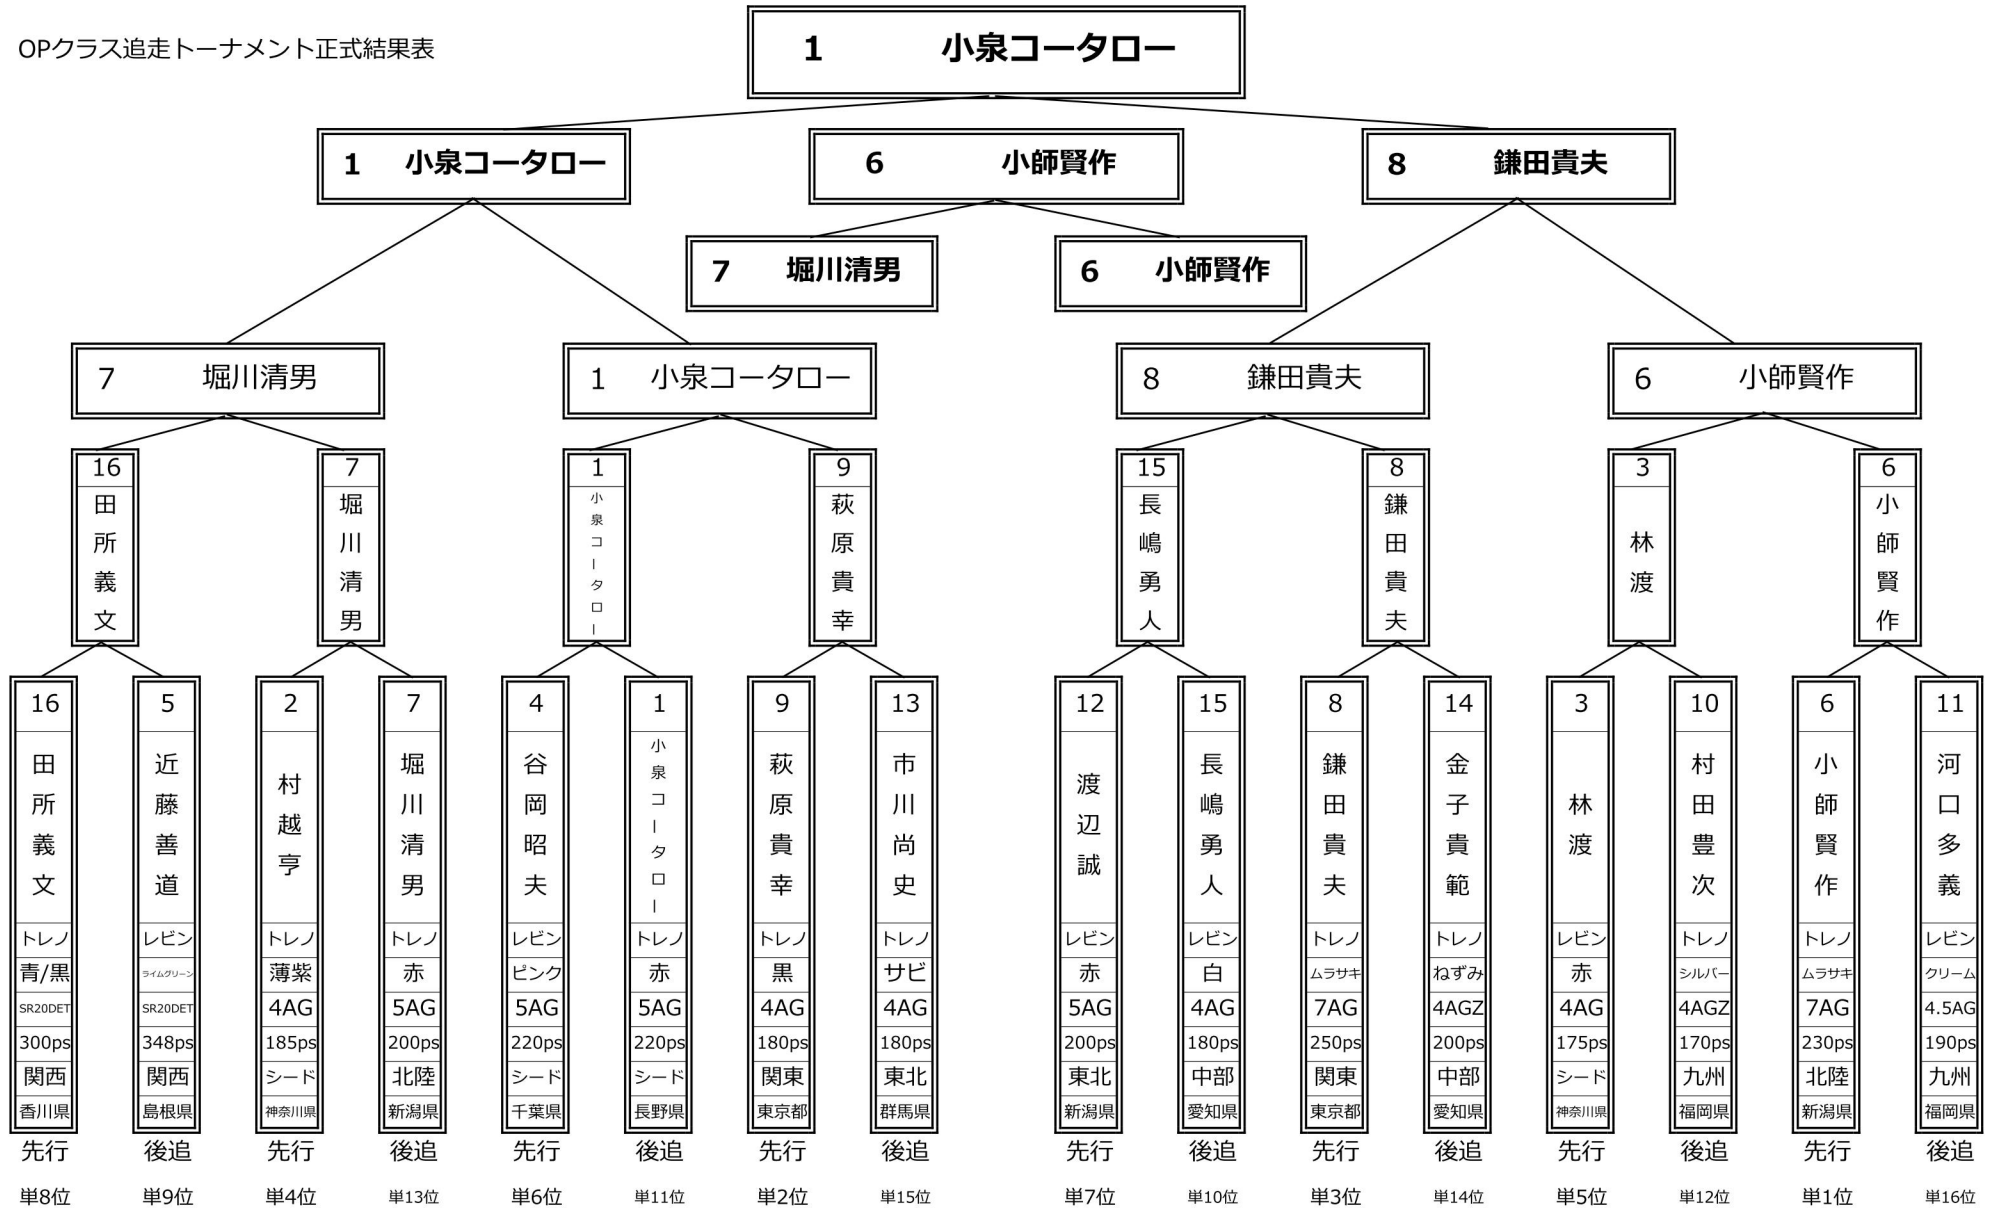 OPクラス追走トーナメント正式結果表
1 小泉コータロー
1 小泉コータロー
6 小師賢作
8 鎌田貴夫
7 堀川清男
6 小師賢作
7 堀川清男
1 小泉コータロー
8 鎌田貴夫
6 小師賢作
16 田所義文
7 堀川清男
1 小泉コータロー
9 萩原貴幸
15 長嶋勇人
8 鎌田貴夫
3 林渡
6 小師賢作
16 5 2 7 4 1 9 13 12 15 8 14 3 10 6 11
田所義文 近藤善道 村越亨 堀川清男 谷岡昭夫 小泉コータロー 萩原貴幸 市川尚史 渡辺誠 長嶋勇人 鎌田貴夫 金子貴範 林渡 村田豊次 小師賢作 河口多義
トレノ レビン トレノ トレノ レビン トレノ トレノ トレノ レビン レビン トレノ トレノ レビン トレノ トレノ レビン
青/黒 ライムグリーン 薄紫 赤 ピンク 赤 黒 サビ 赤 白 ムラサキ ねずみ 赤 シルバー ムラサキ クリーム
SR20DET SR20DET 4AG 5AG 5AG 5AG 4AG 4AG 5AG 4AG 7AG 4AGZ 4AG 4AGZ 7AG 4.5AG
300ps 348ps 185ps 200ps 220ps 220ps 180ps 180ps 200ps 180ps 250ps 200ps 175ps 170ps 230ps 190ps
関西 関西 シード 北陸 シード シード 関東 東北 東北 中部 関東 中部 シード 九州 北陸 九州
香川県 島根県 神奈川県 新潟県 千葉県 長野県 東京都 群馬県 新潟県 愛知県 東京都 愛知県 神奈川県 福岡県 新潟県 福岡県
先行 後追 先行 後追 先行 後追 先行 後追 先行 後追 先行 後追 先行 後追 先行 後追
単8位 単9位 単4位 単13位 単6位 単11位 単2位 単15位 単7位 単10位 単3位 単14位 単5位 単12位 単1位 単16位